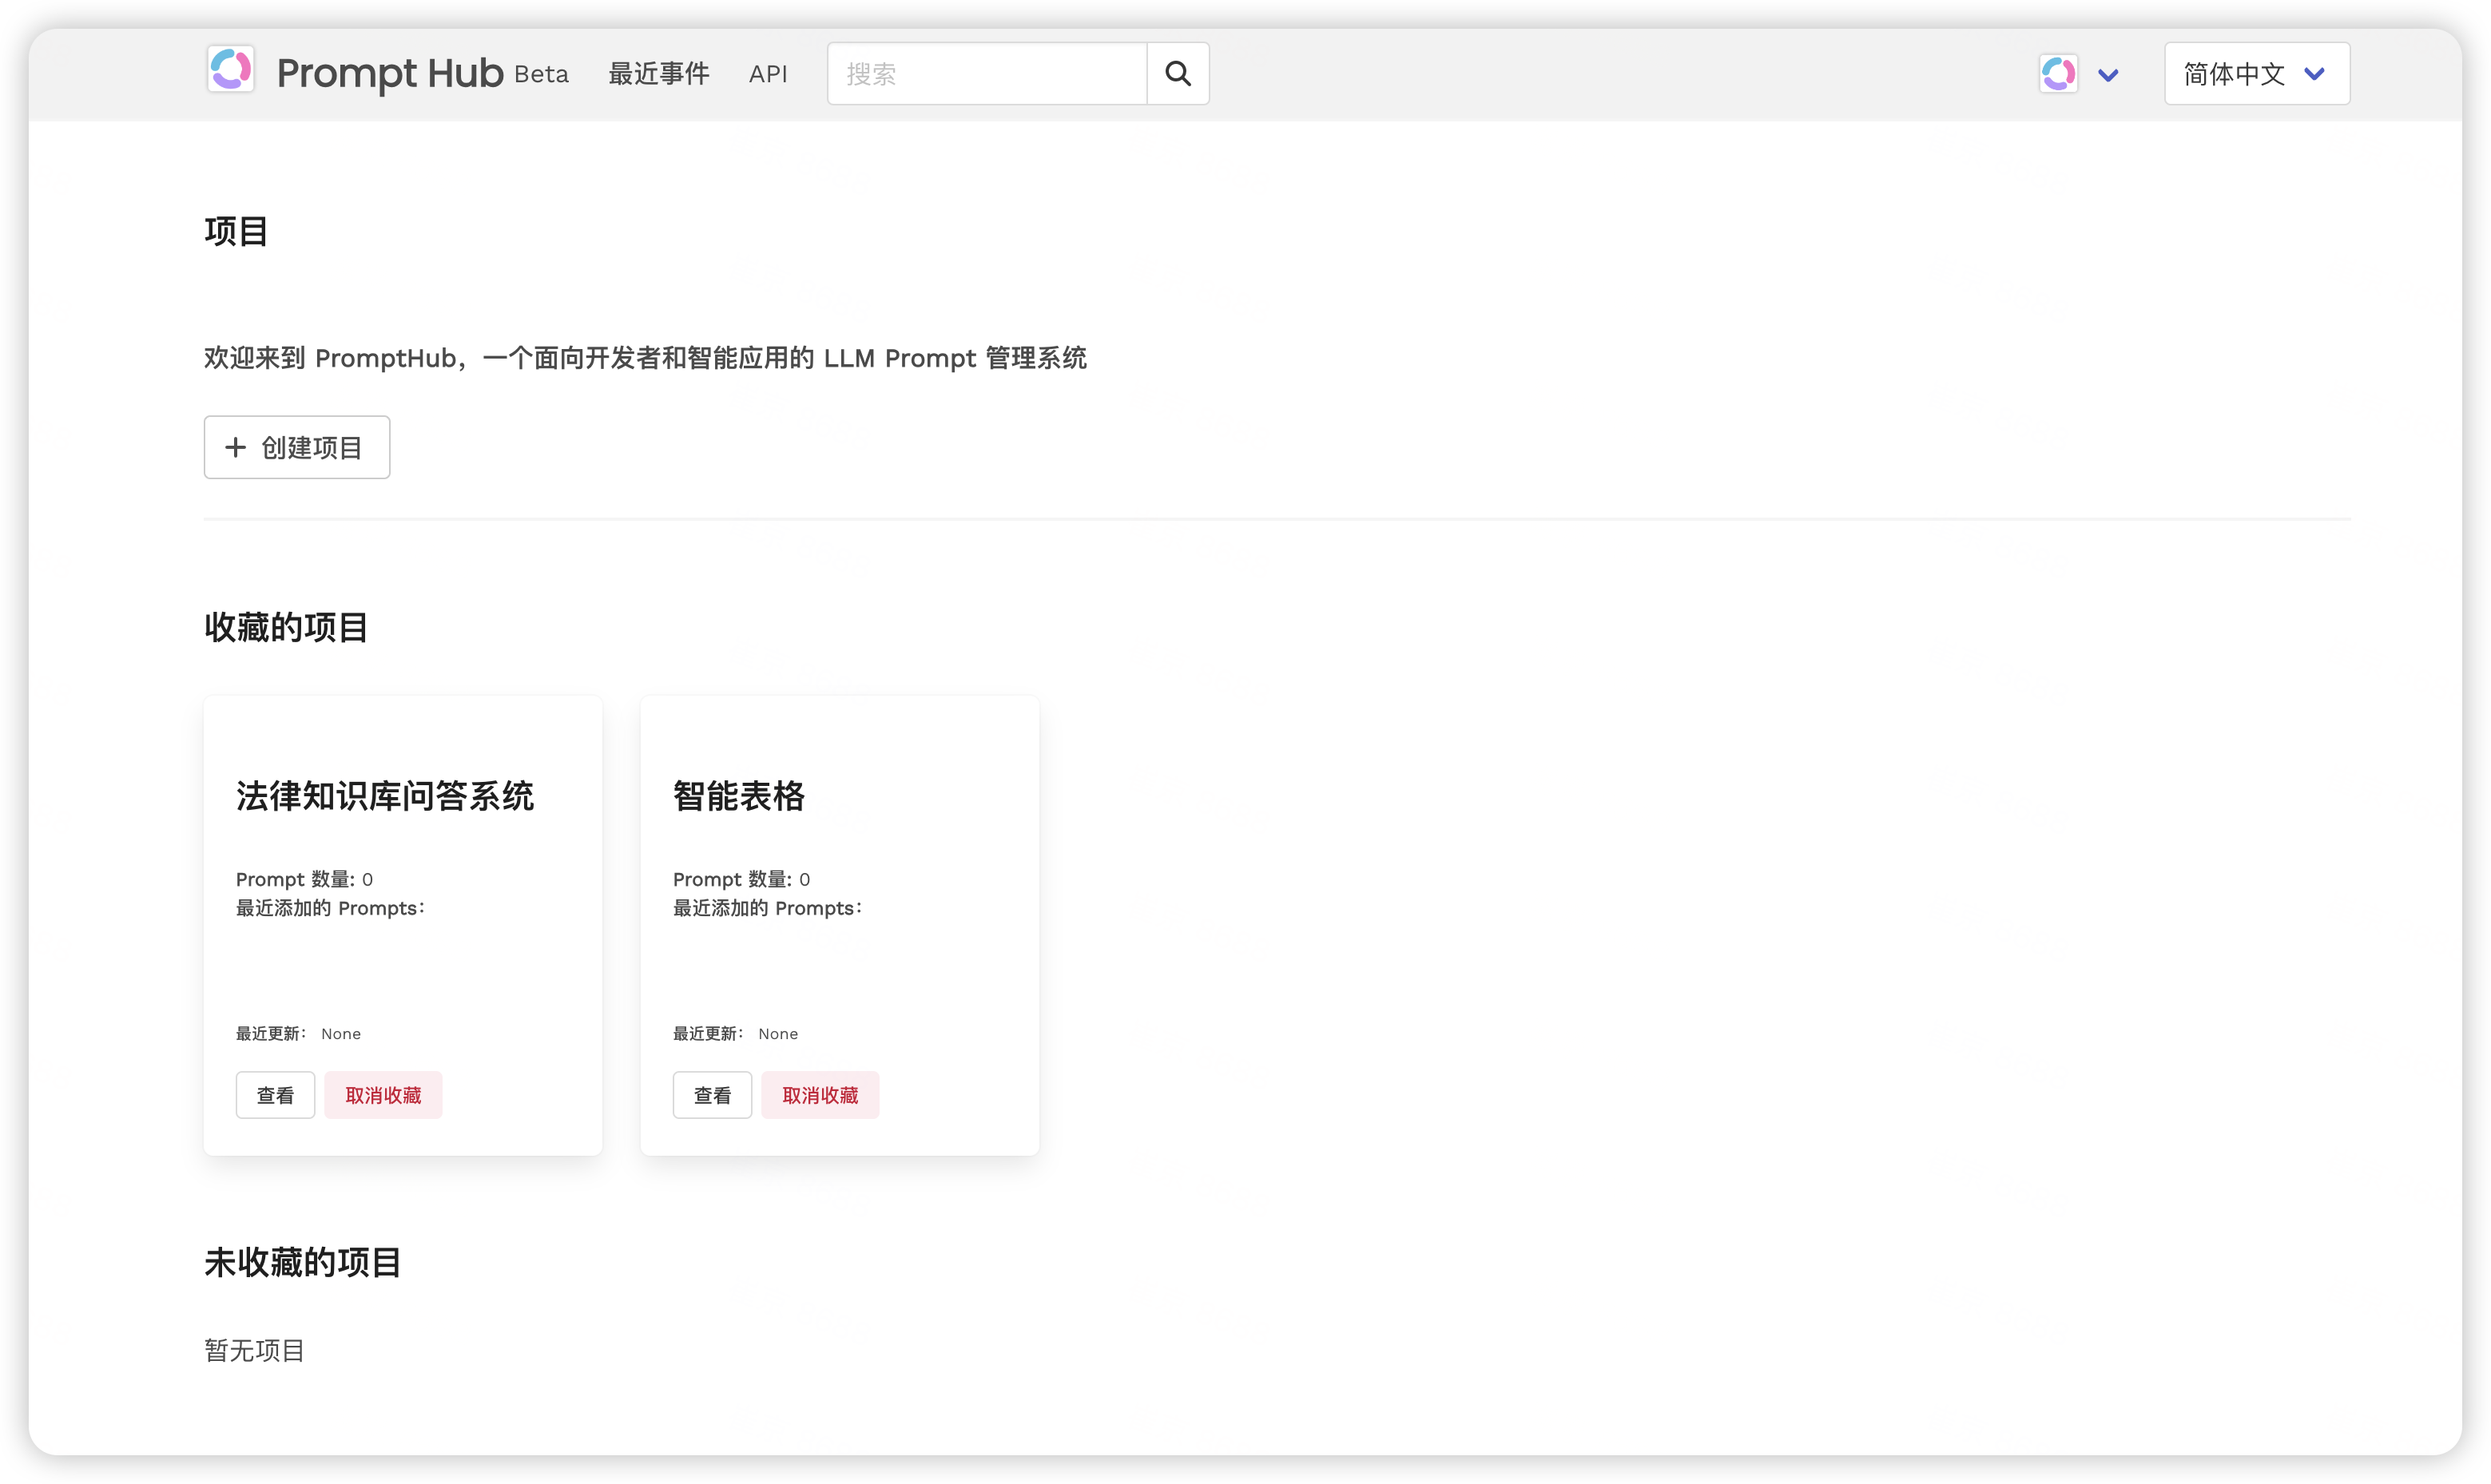 Prompt Hub Beta 最近事件 API 搜索 简体中文
项目
欢迎来到 PromptHub，一个面向开发者和智能应用的 LLM Prompt 管理系统
+ 创建项目
收藏的项目
法律知识库问答系统
Prompt 数量: 0
最近添加的 Prompts：
最近更新： None
查看 取消收藏
智能表格
Prompt 数量: 0
最近添加的 Prompts：
最近更新： None
查看 取消收藏
未收藏的项目
暂无项目